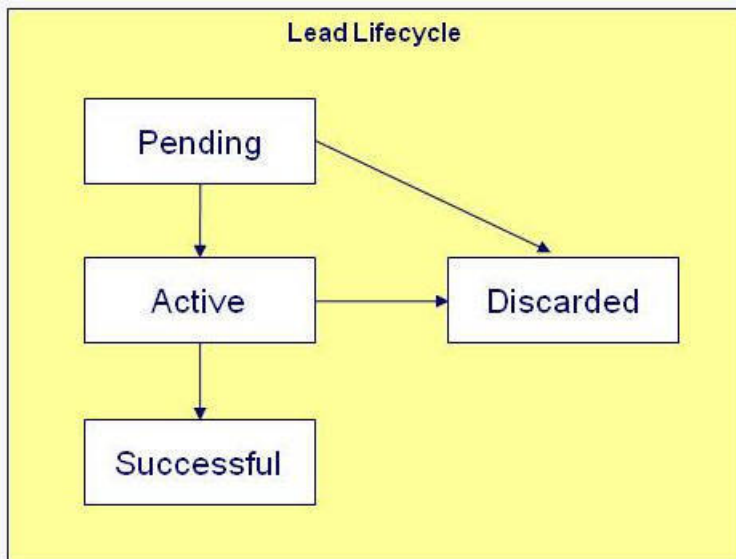 Lead Lifecycle
Pending
Active
Discarded
Successful